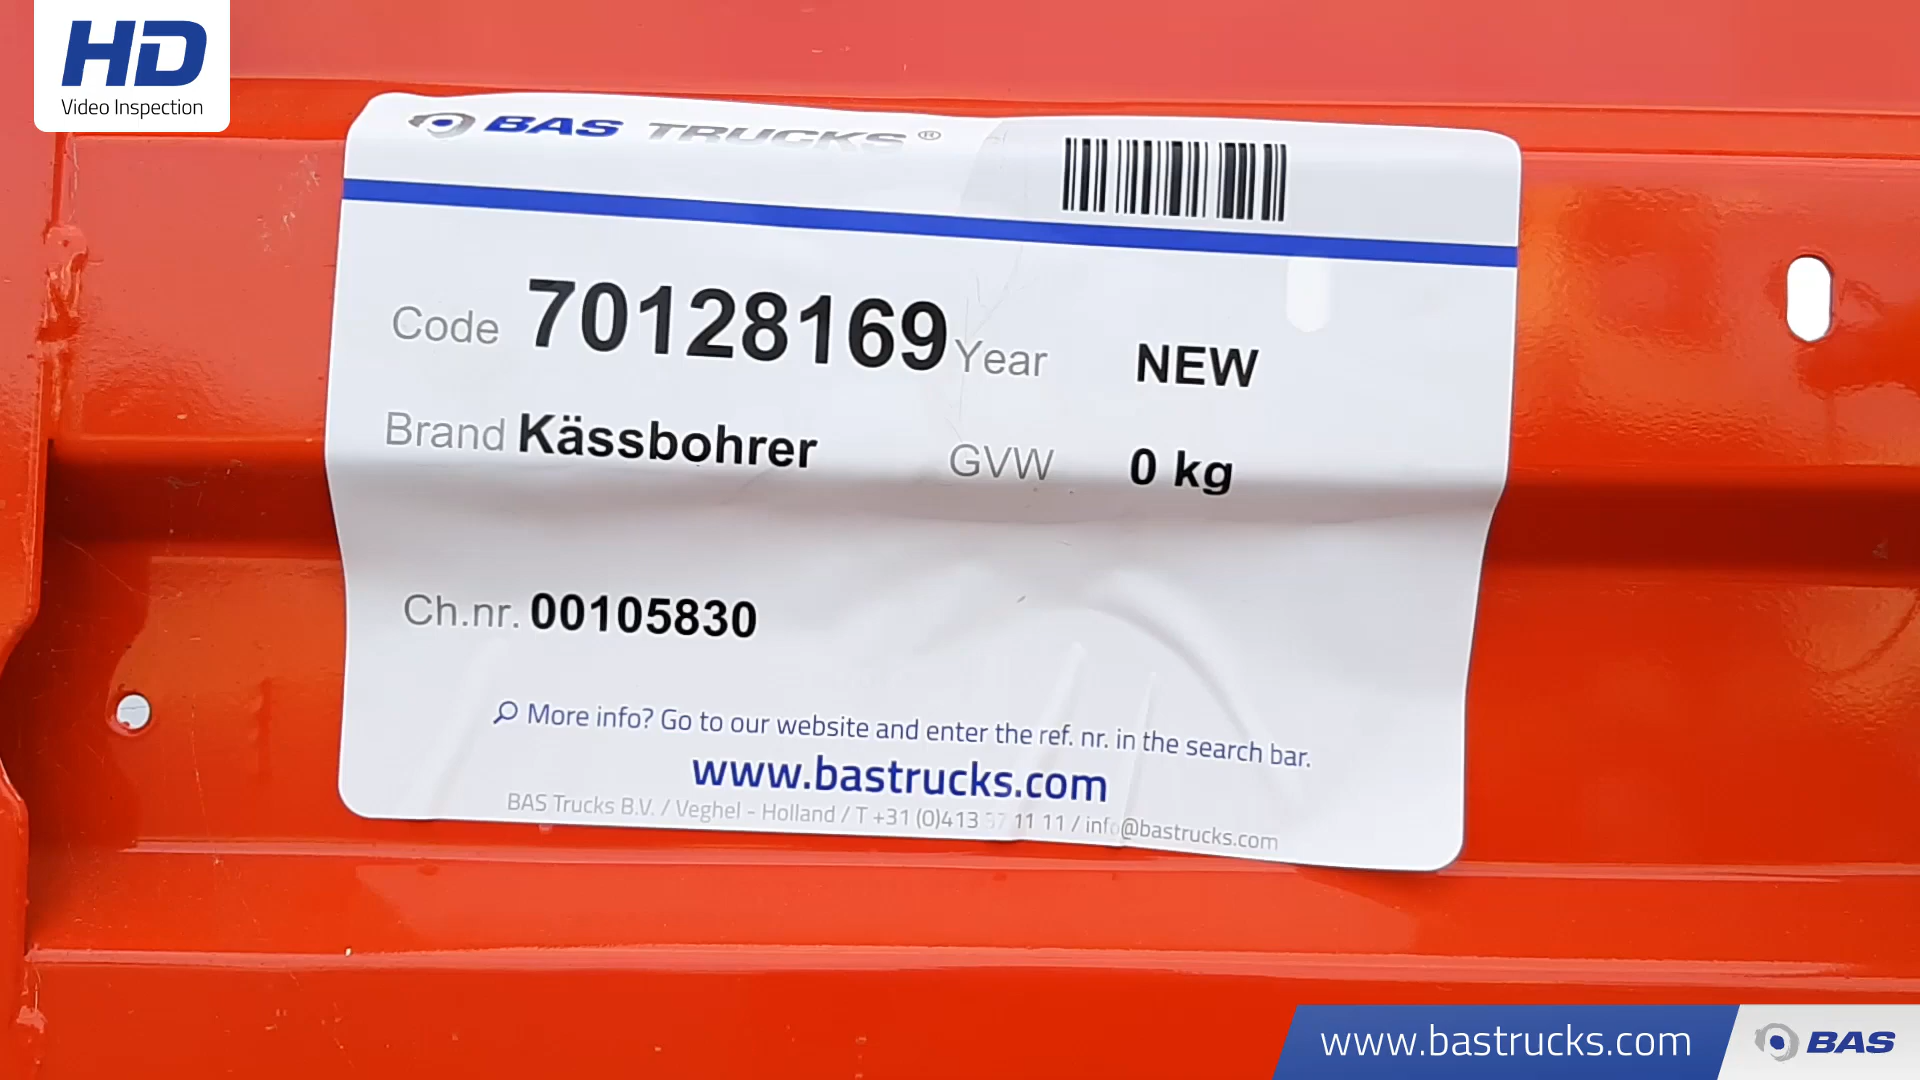 HD
Video Inspection
BAS TRUCKS®
Code 70128169 Year NEW
Brand Kässbohrer GVW 0 kg
Ch.nr. 00105830
More info? Go to our website and enter the ref. nr. in the search bar.
www.bastrucks.com
BAS Trucks B.V. / Veghel - Holland / T +31 (0)413 37 11 11 / info@bastrucks.com
www.bastrucks.com BAS